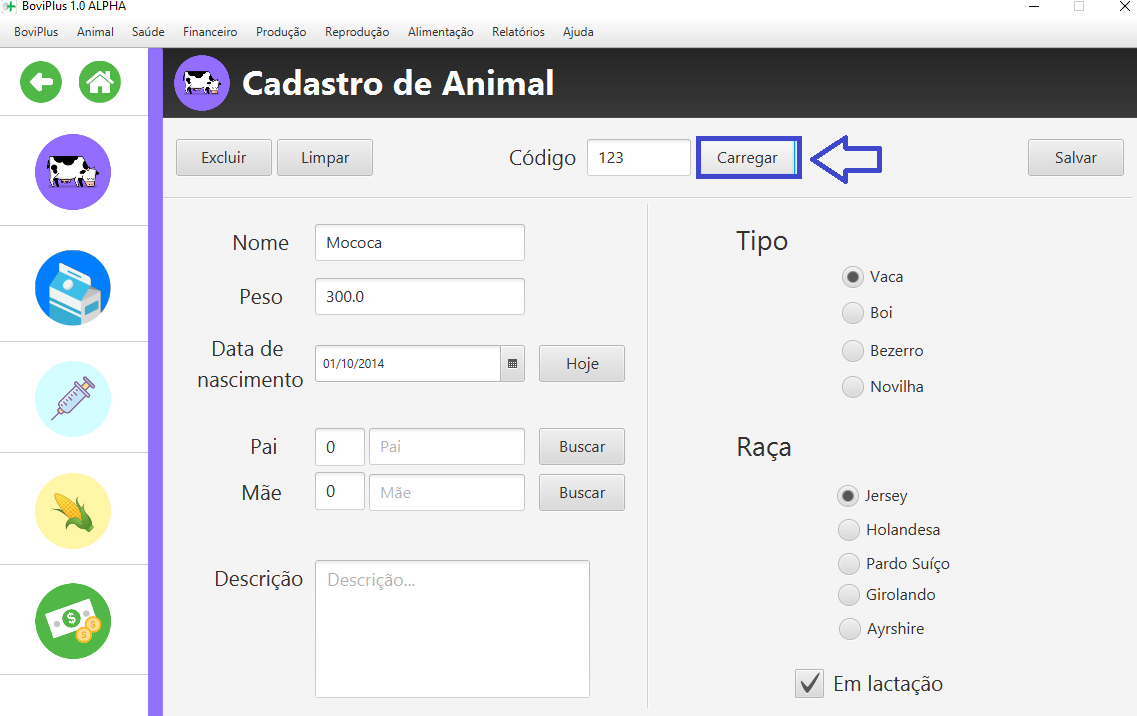 BoviPlus 1.0 ALPHA
BoviPlus Animal Saúde Financeiro Produção Reprodução Alimentação Relatórios Ajuda
Cadastro de Animal
Excluir Limpar Código 123 Carregar Salvar
Nome Mococa
Peso 300.0
Data de
nascimento
01/10/2014 Hoje
Pai 0 Pai Buscar
Mãe 0 Mãe Buscar
Descrição Descrição...
Tipo
Vaca
Boi
Bezerro
Novilha
Raça
Jersey
Holandesa
Pardo Suíço
Girolando
Ayrshire
Em lactação